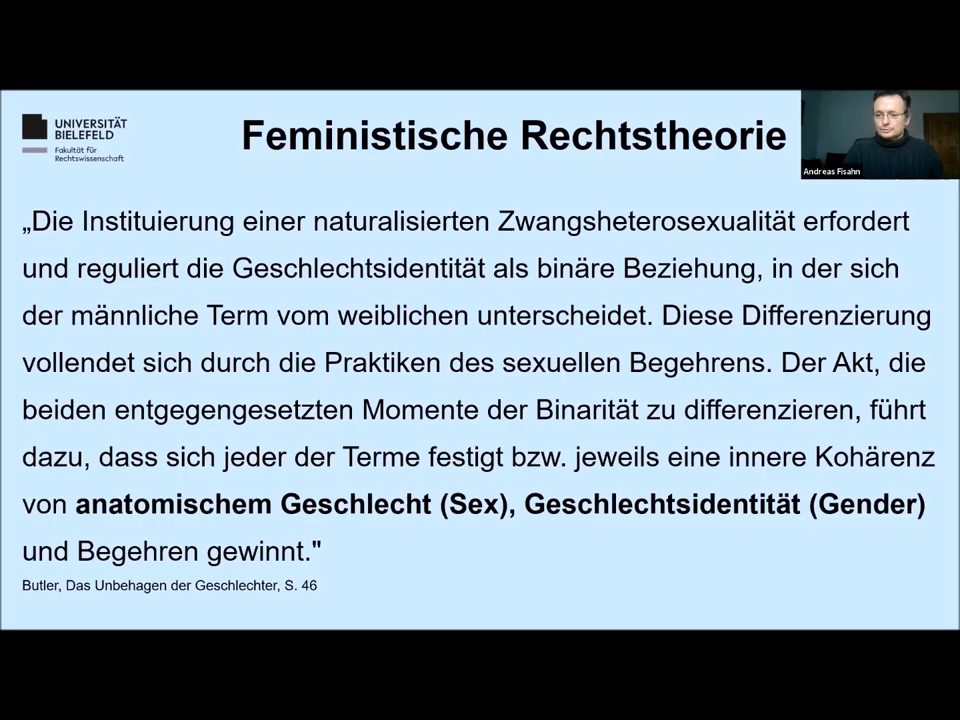 UNIVERSITÄT
BIELEFELD
Fakultät für
Rechtswissenschaft
Feministische Rechtstheorie
Andreas Fisahn
„Die Instituierung einer naturalisierten Zwangsheterosexualität erfordert
und reguliert die Geschlechtsidentität als binäre Beziehung, in der sich
der männliche Term vom weiblichen unterscheidet. Diese Differenzierung
vollendet sich durch die Praktiken des sexuellen Begehrens. Der Akt, die
beiden entgegengesetzten Momente der Binarität zu differenzieren, führt
dazu, dass sich jeder der Terme festigt bzw. jeweils eine innere Kohärenz
von anatomischem Geschlecht (Sex), Geschlechtsidentität (Gender)
und Begehren gewinnt."
Butler, Das Unbehagen der Geschlechter, S. 46